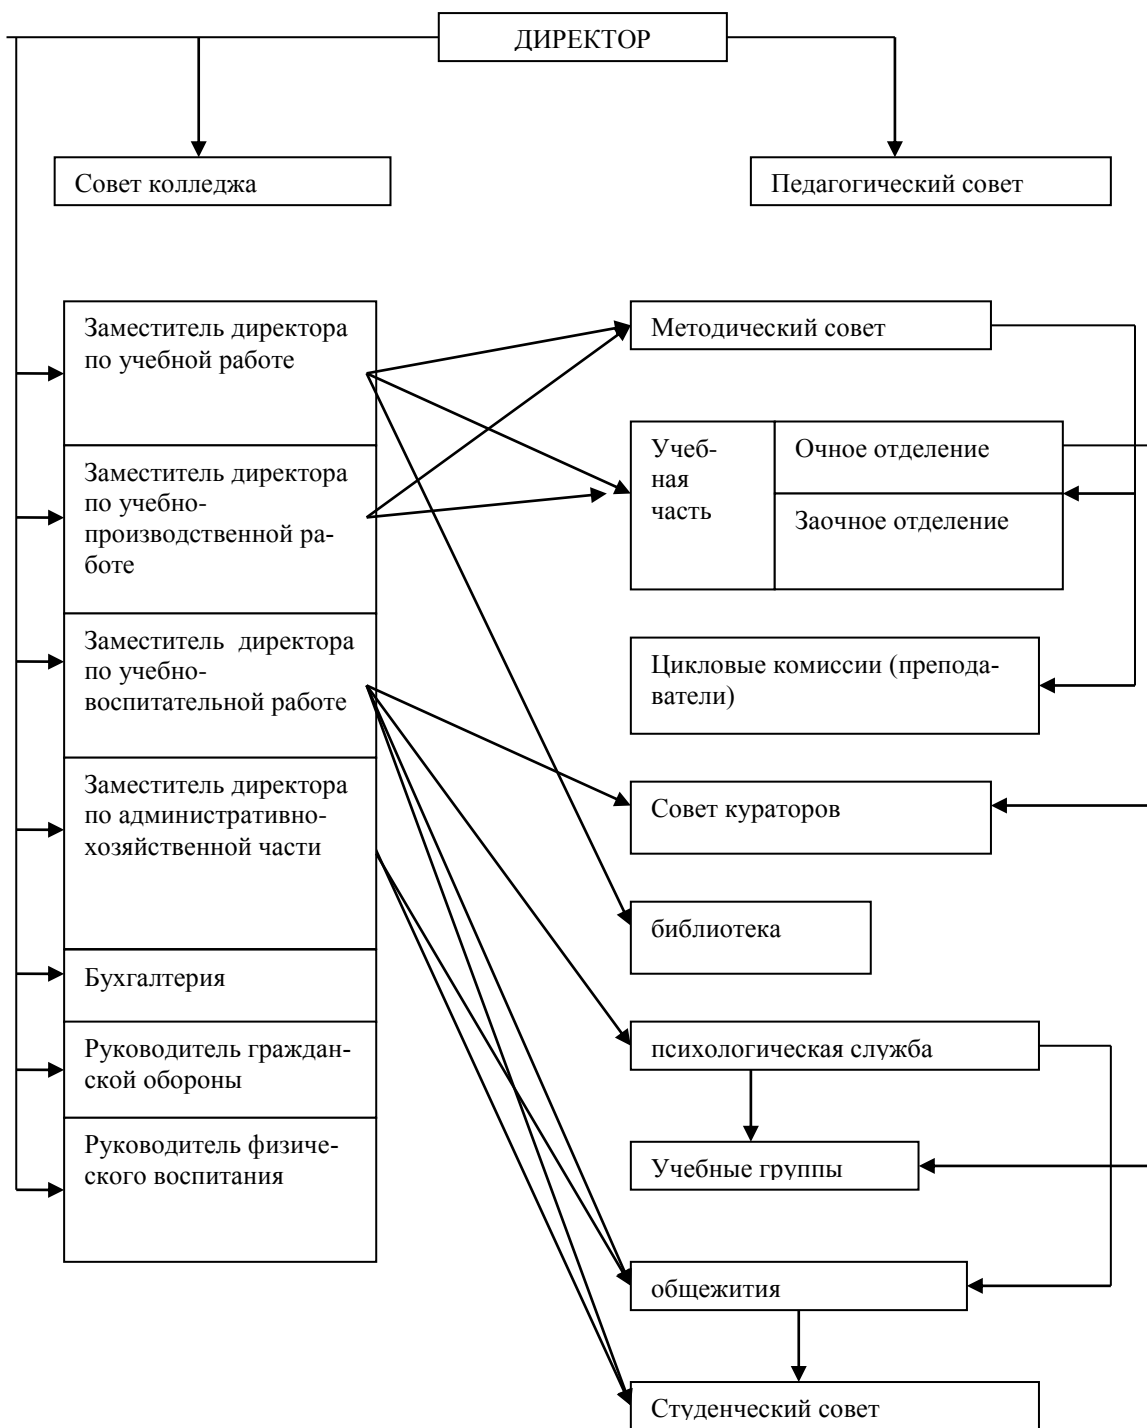 ДИРЕКТОР
Совет колледжа
Педагогический совет
Заместитель директора
по учебной работе
Заместитель директора
по учебно-
производственной ра-
боте
Заместитель директора
по учебно-
воспитательной работе
Заместитель директора
по административно-
хозяйственной части
Бухгалтерия
Руководитель граждан-
ской обороны
Руководитель физиче-
ского воспитания
Методический совет
Учеб-
ная
часть
Очное отделение
Заочное отделение
Цикловые комиссии (препода-
ватели)
Совет кураторов
библиотека
психологическая служба
Учебные группы
общежития
Студенческий совет